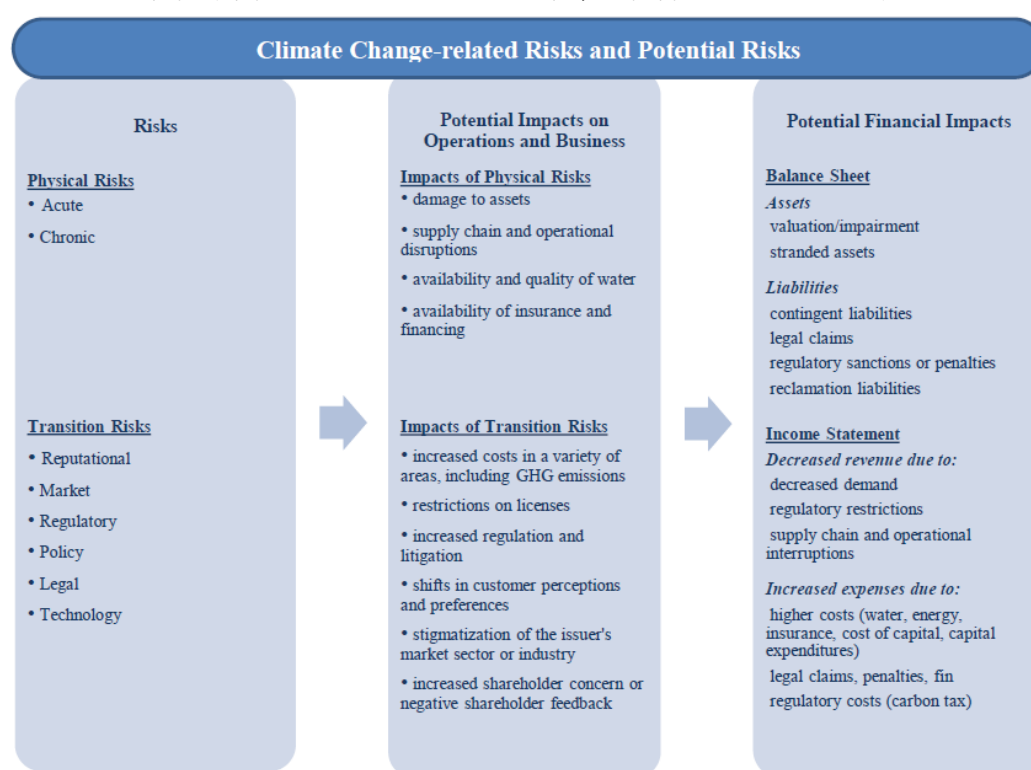 Climate Change-related Risks and Potential Risks
Risks
Physical Risks
• Acute
• Chronic
Transition Risks
• Reputational
• Market
• Regulatory
• Policy
• Legal
• Technology
Potential Impacts on
Operations and Business
Impacts of Physical Risks
• damage to assets
• supply chain and operational
disruptions
• availability and quality of water
• availability of insurance and
financing
Impacts of Transition Risks
• increased costs in a variety of
areas, including GHG emissions
• restrictions on licenses
• increased regulation and
litigation
• shifts in customer perceptions
and preferences
• stigmatization of the issuer's
market sector or industry
• increased shareholder concern or
negative shareholder feedback
Potential Financial Impacts
Balance Sheet
Assets
valuation/impairment
stranded assets
Liabilities
contingent liabilities
legal claims
regulatory sanctions or penalties
reclamation liabilities
Income Statement
Decreased revenue due to:
decreased demand
regulatory restrictions
supply chain and operational
interruptions
Increased expenses due to:
higher costs (water, energy,
insurance, cost of capital, capital
expenditures)
legal claims, penalties, fin
regulatory costs (carbon tax)